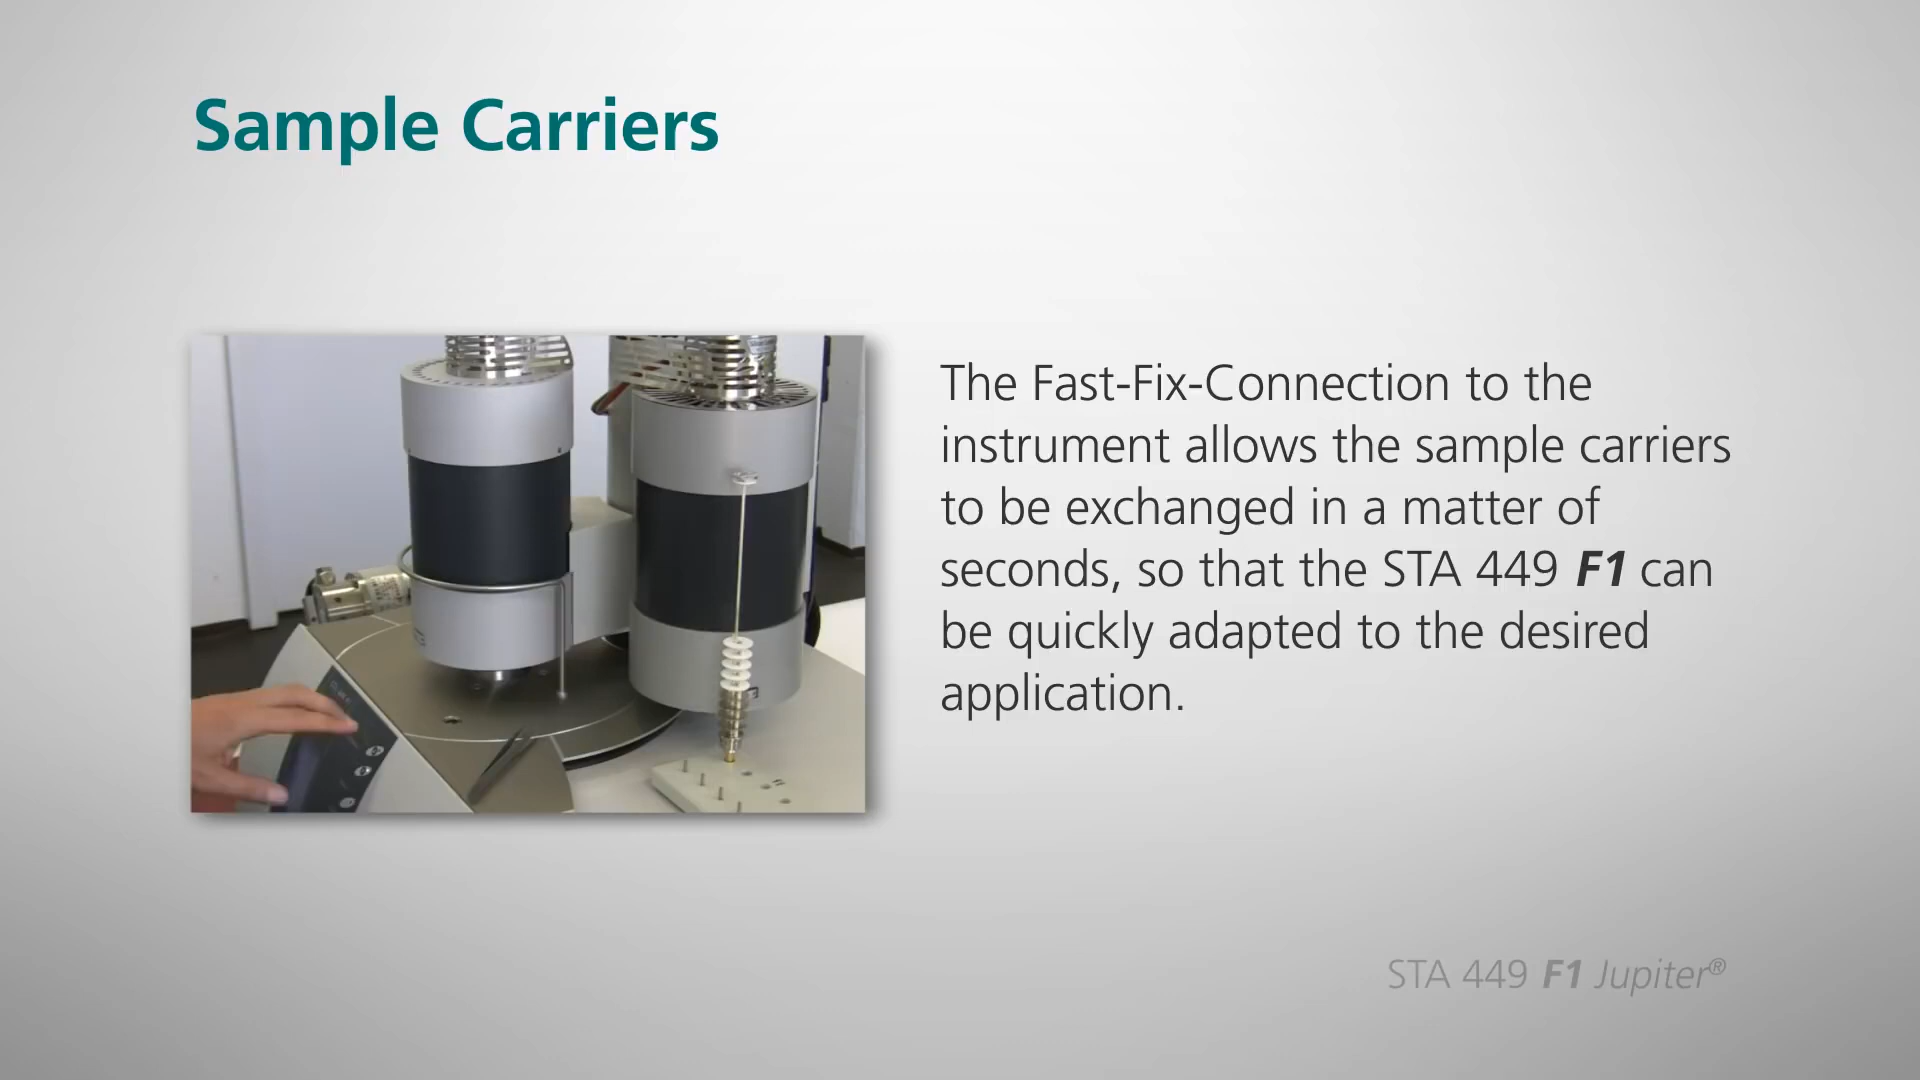 Sample Carriers
The Fast-Fix-Connection to the
instrument allows the sample carriers
to be exchanged in a matter of
seconds, so that the STA 449 F1 can
be quickly adapted to the desired
application.
STA 449 F1 Jupiter®